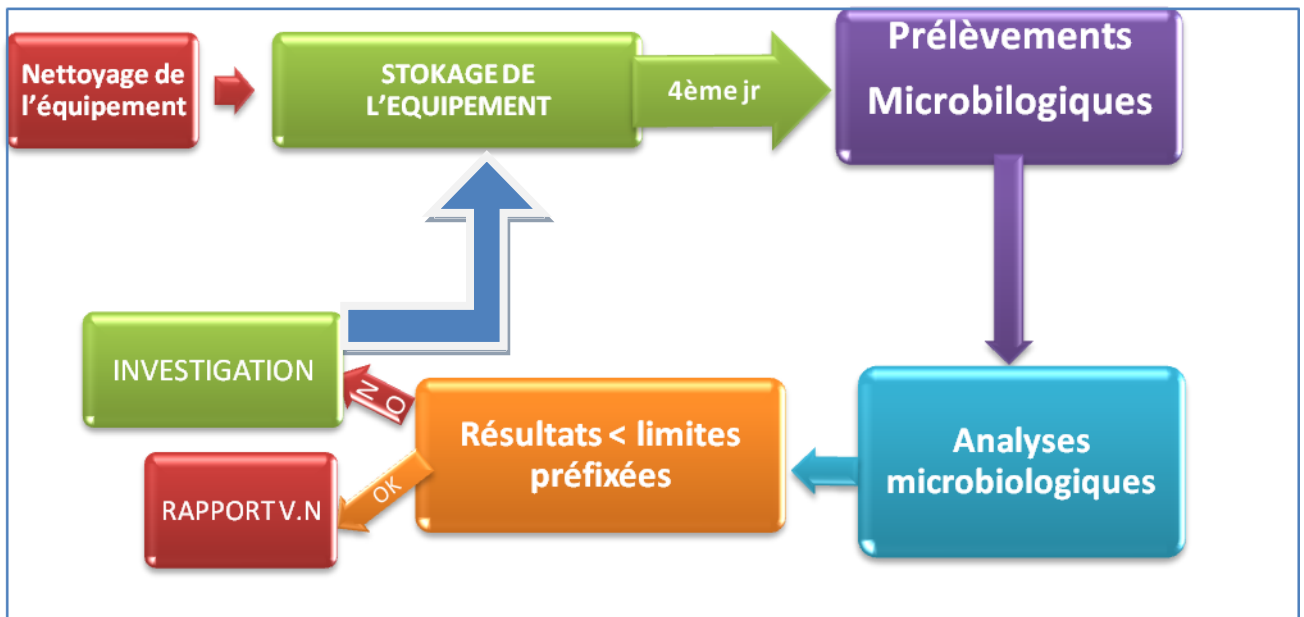 Nettoyage de
l'équipement
STOKAGE DE
L'EQUIPEMENT
4ème jr
Prélèvements
Microbilogiques
INVESTIGATION
NO
Résultats < limites
préfixées
Analyses
microbiologiques
OK
RAPPORT V.N